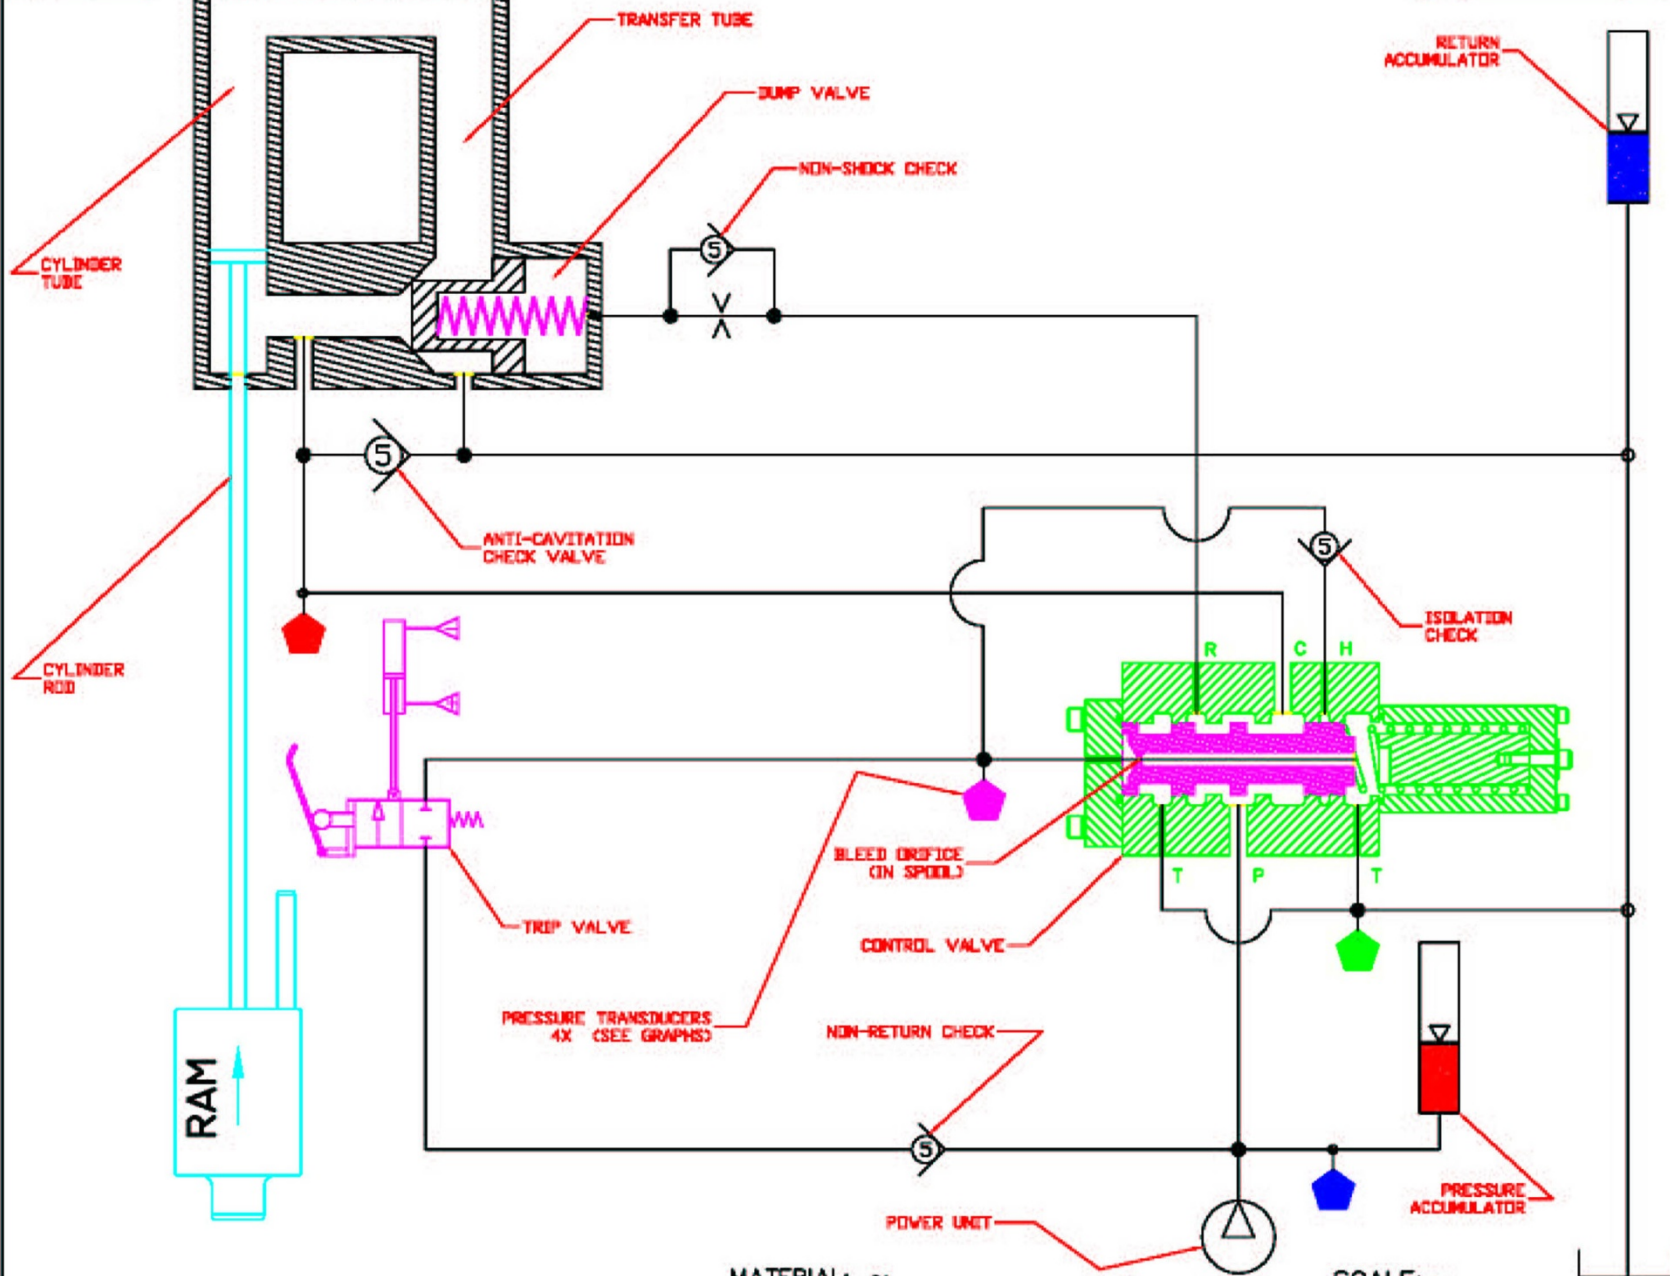 TRANSFER TUBE
RETURN
ACCUMULATOR
DUMP VALVE
NON-SHOCK CHECK
5
CYLINDER
TUBE
5
ANTI-CAVITATION
CHECK VALVE
5
ISOLATION
CHECK
CYLINDER
ROD
R
C
H
BLEED ORIFICE
(IN SPOOL)
T
P
T
TRIP VALVE
CONTROL VALVE
PRESSURE TRANSDUCERS
4X (SEE GRAPHS)
NON-RETURN CHECK
RAM
5
PRESSURE
ACCUMULATOR
POWER UNIT
MATERIAL:
SCALE: